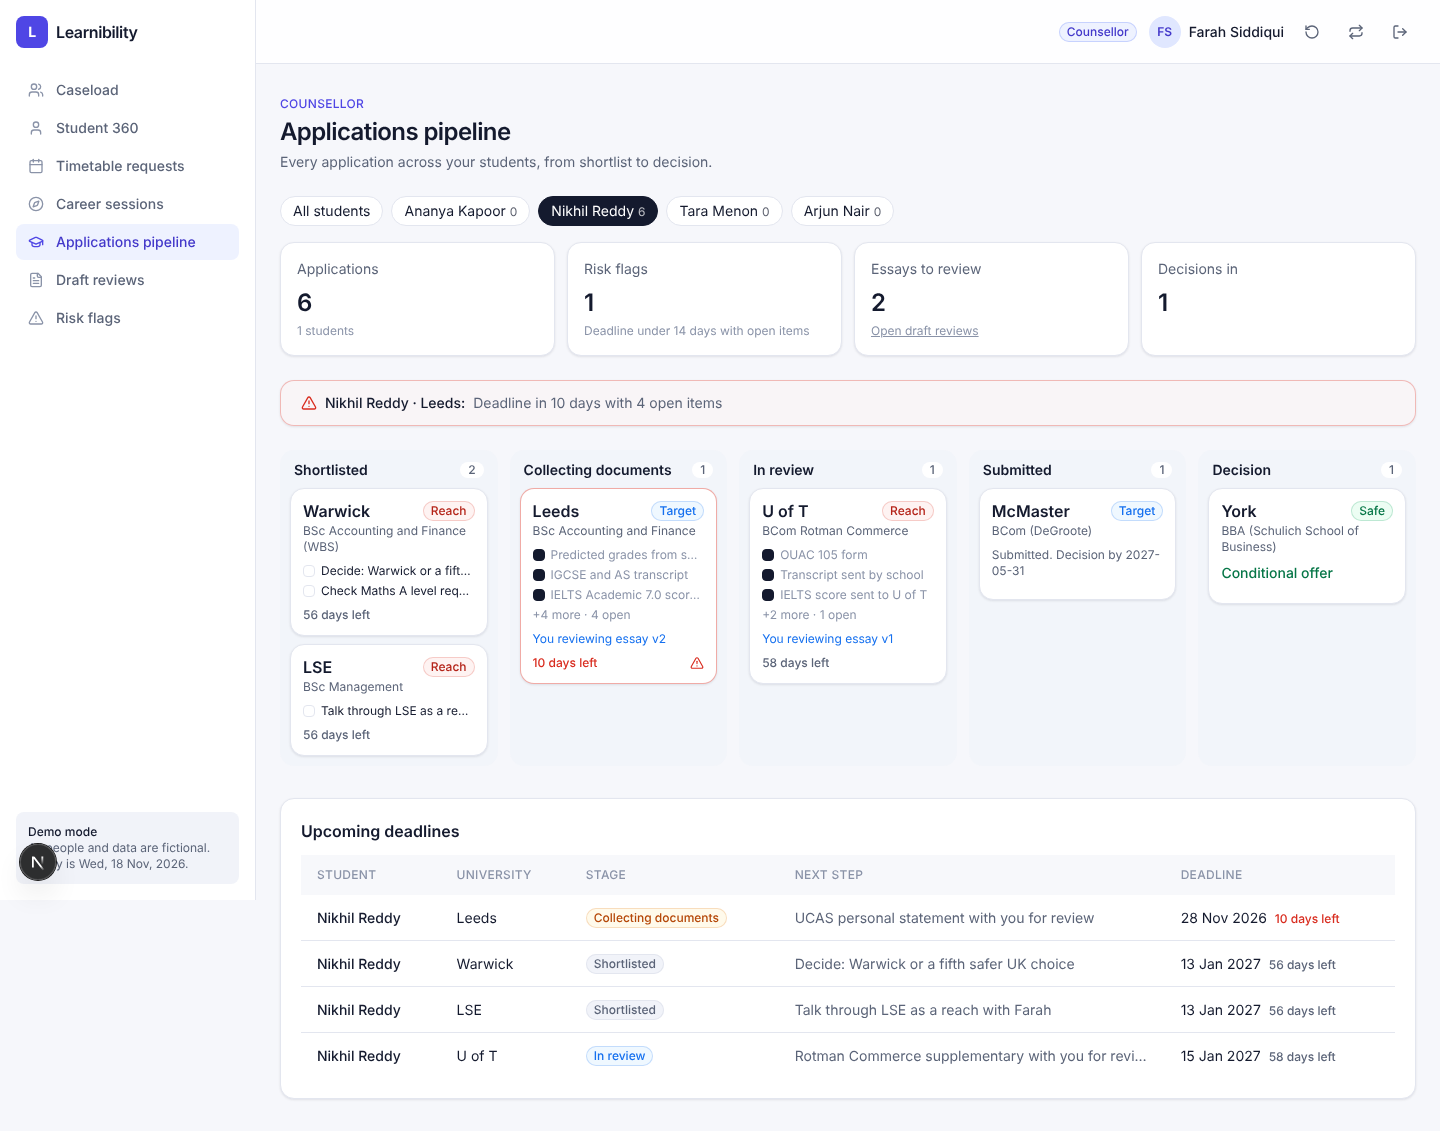 L Learnibility
Counsellor FS Farah Siddiqui
Caseload
Student 360
Timetable requests
Career sessions
Applications pipeline
Draft reviews
Risk flags
Demo mode
people and data are fictional.
is Wed, 18 Nov, 2026.
N
COUNSELLOR
Applications pipeline
Every application across your students, from shortlist to decision.
All students Ananya Kapoor 0 Nikhil Reddy 6 Tara Menon 0 Arjun Nair 0
Applications
6
1 students
Risk flags
1
Deadline under 14 days with open items
Essays to review
2
Open draft reviews
Decisions in
1
Nikhil Reddy · Leeds: Deadline in 10 days with 4 open items
Shortlisted 2
Warwick Reach
BSc Accounting and Finance
(WBS)
Decide: Warwick or a fift...
Check Maths A level req...
56 days left
LSE Reach
BSc Management
Talk through LSE as a re...
56 days left
Collecting documents 1
Leeds Target
BSc Accounting and Finance
Predicted grades from s...
IGCSE and AS transcript
IELTS Academic 7.0 scor...
+4 more · 4 open
You reviewing essay v2
10 days left
In review 1
U of T Reach
BCom Rotman Commerce
OUAC 105 form
Transcript sent by school
IELTS score sent to U of T
+2 more · 1 open
You reviewing essay v1
58 days left
Submitted 1
McMaster Target
BCom (DeGroote)
Submitted. Decision by 2027-
05-31
Decision 1
York Safe
BBA (Schulich School of
Business)
Conditional offer
Upcoming deadlines
STUDENT UNIVERSITY STAGE NEXT STEP DEADLINE
Nikhil Reddy Leeds Collecting documents UCAS personal statement with you for review 28 Nov 2026 10 days left
Nikhil Reddy Warwick Shortlisted Decide: Warwick or a fifth safer UK choice 13 Jan 2027 56 days left
Nikhil Reddy LSE Shortlisted Talk through LSE as a reach with Farah 13 Jan 2027 56 days left
Nikhil Reddy U of T In review Rotman Commerce supplementary with you for revi... 15 Jan 2027 58 days left